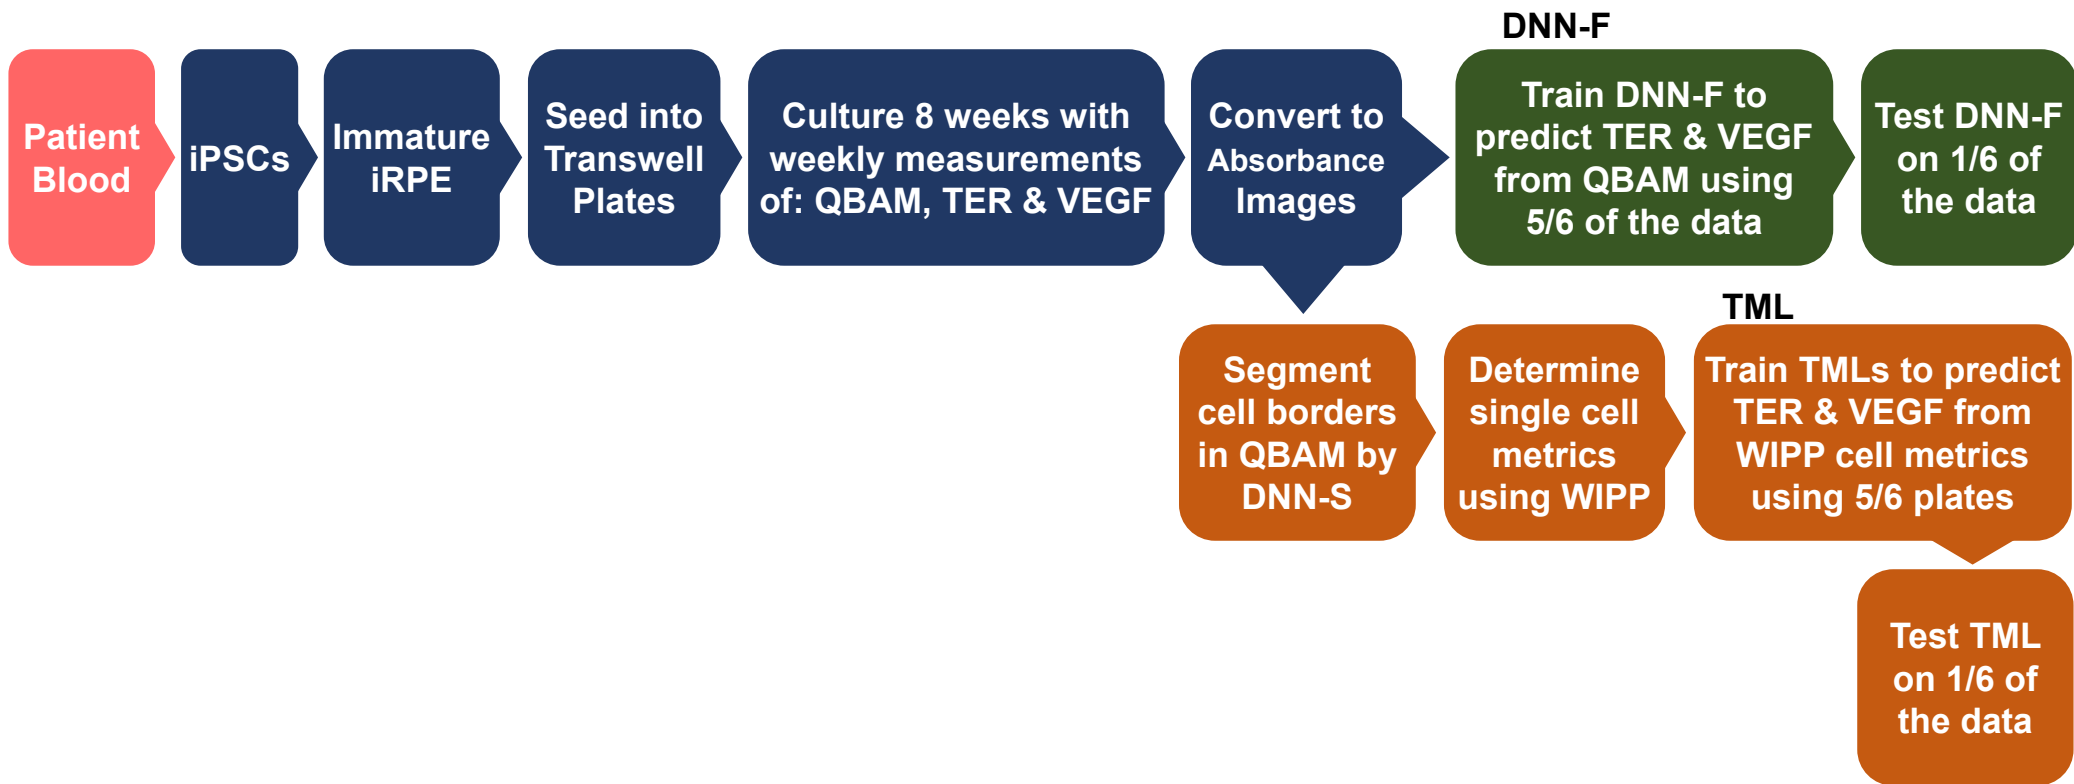 DNN-F
Patient
Blood
iPSCs
Immature
iRPE
Seed into
Transwell
Plates
Culture 8 weeks with
weekly measurements
of: QBAM, TER & VEGF
Convert to
Absorbance
Images
Train DNN-F to
predict TER & VEGF
from QBAM using
5/6 of the data
Test DNN-F
on 1/6 of
the data
TML
Segment
cell borders
in QBAM by
DNN-S
Determine
single cell
metrics
using WIPP
Train TMLs to predict
TER & VEGF from
WIPP cell metrics
using 5/6 plates
Test TML
on 1/6 of
the data